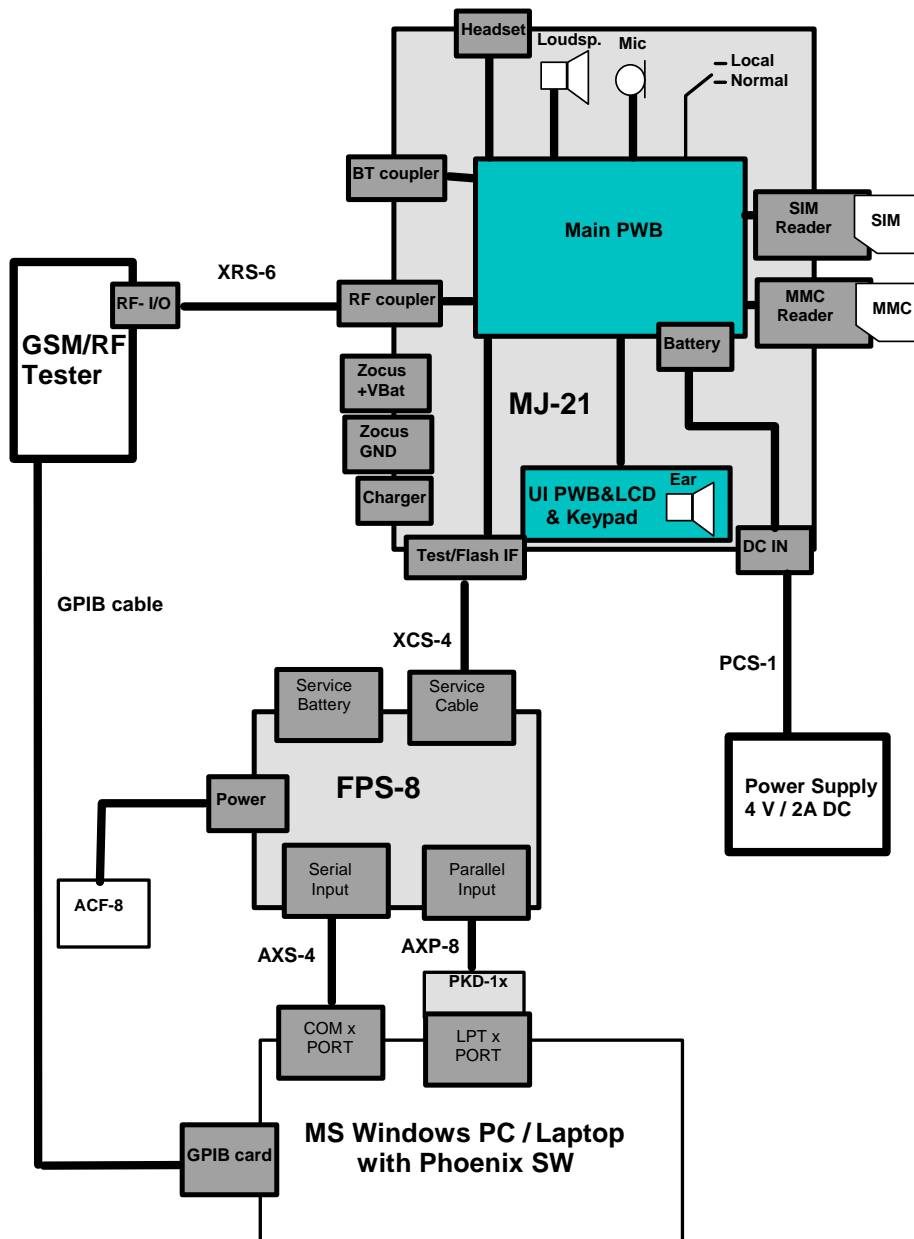 Headset
Loudsp.
Mic
Local
Normal
BT coupler
Main PWB
SIM
Reader
SIM
XRS-6
RF- I/O
RF coupler
MMC
Reader
MMC
GSM/RF
Tester
Battery
Zocus
+VBat
MJ-21
Zocus
GND
Charger
UI PWB&LCD
& Keypad
Ear
Test/Flash IF
DC IN
GPIB cable
XCS-4
PCS-1
Service
Battery
Service
Cable
FPS-8
Power
Power Supply
4 V / 2A DC
Serial
Input
Parallel
Input
ACF-8
AXS-4
AXP-8
PKD-1x
COM x
PORT
LPT x
PORT
GPIB card
MS Windows PC / Laptop
with Phoenix SW